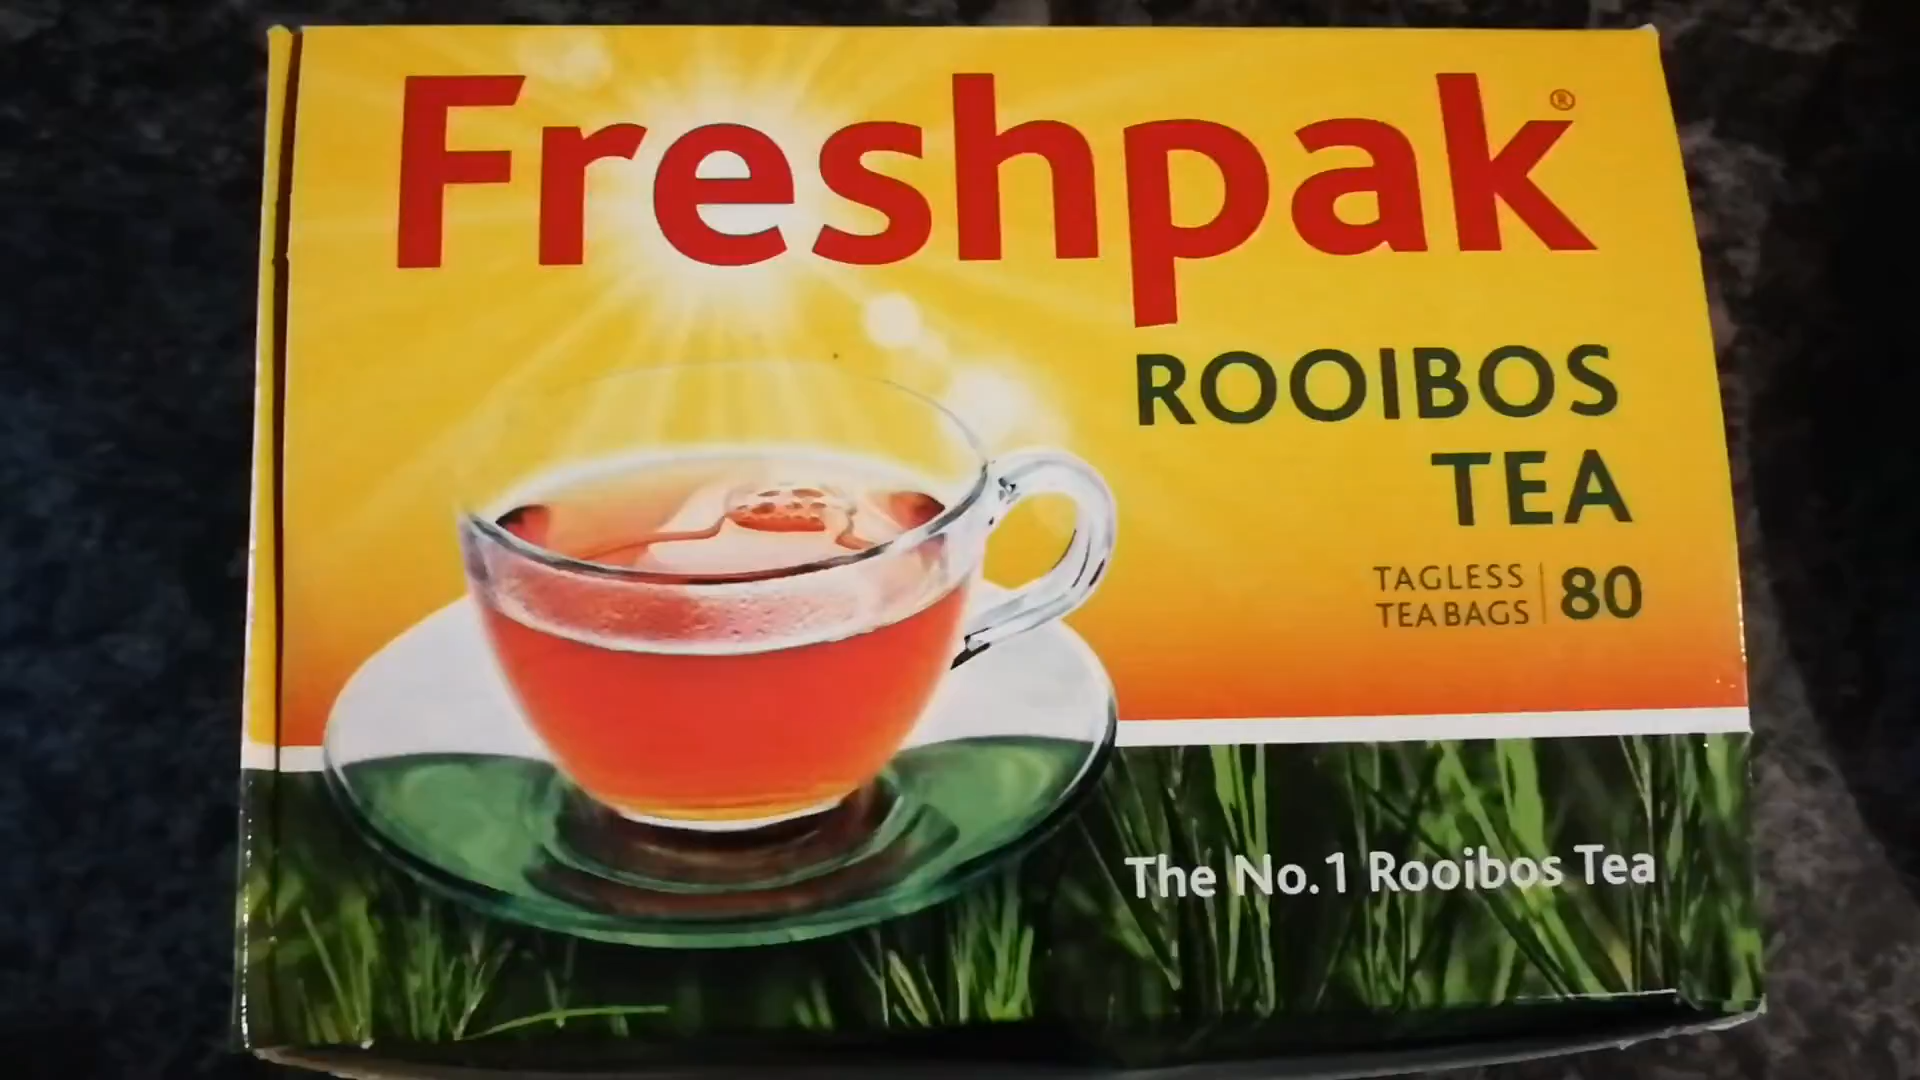 Freshpak®
ROOIBOS
TEA
TAGLESS
TEABAGS
80
The No.1 Rooibos Tea